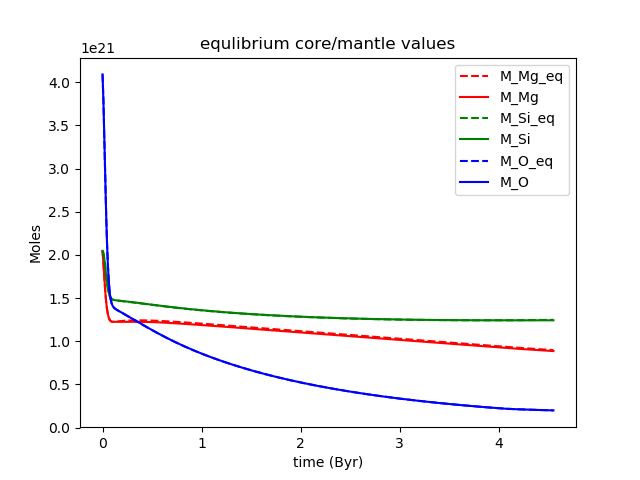 equlibrium core/mantle values
1e21
4.0
3.5
3.0
2.5
2.0
1.5
1.0
0.5
0.0
Moles
M_Mg_eq
M_Mg
M_Si_eq
M_Si
M_O_eq
M_O
0 1 2 3 4
time (Byr)